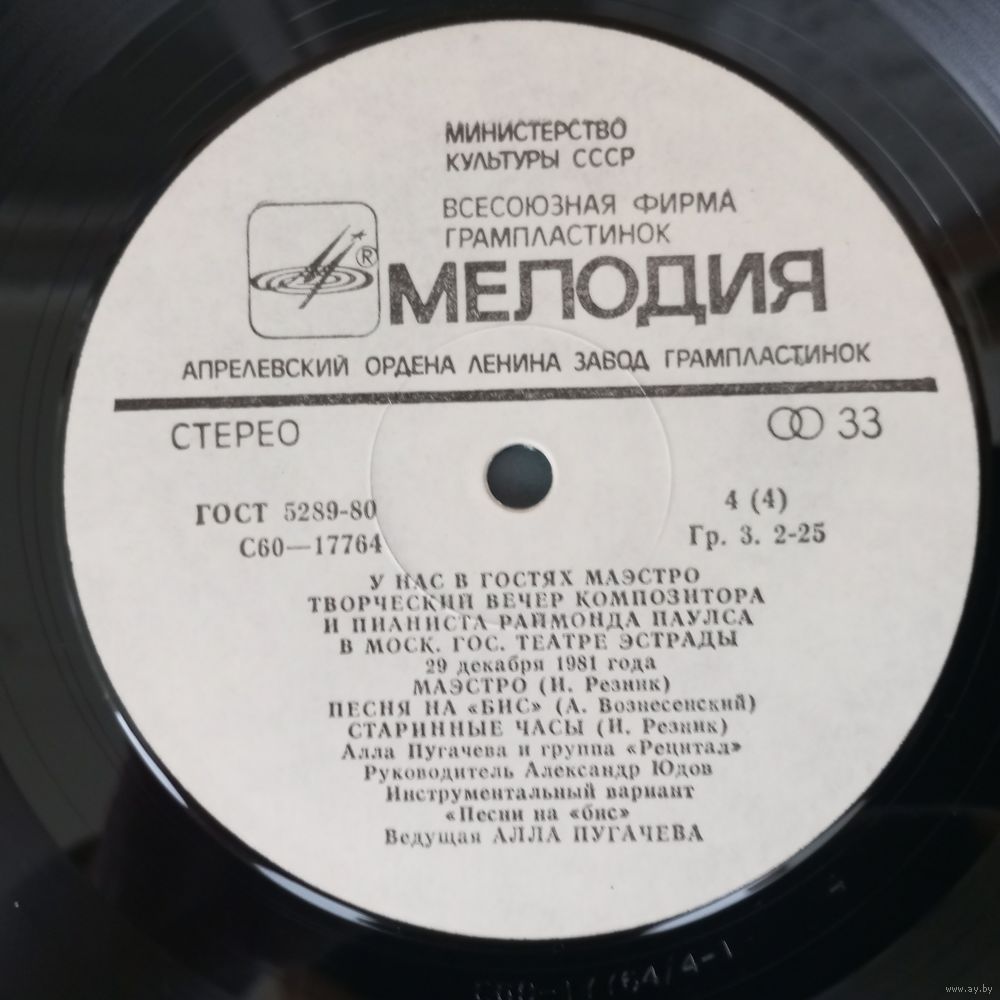 МИНИСТЕРСТВО
КУЛЬТУРЫ СССР
ВСЕСОЮЗНАЯ ФИРМА
ГРАМПЛАСТИНОК
®
МЕЛОДИЯ
АПРЕЛЕВСКИЙ ОРДЕНА ЛЕНИНА ЗАВОД ГРАМПЛАСТИНОК
СТЕРЕО 33
ГОСТ 5289-80 4 (4)
С60—17764 Гр. 3. 2-25
У НАС В ГОСТЯХ МАЭСТРО
ТВОРЧЕСКИЙ ВЕЧЕР КОМПОЗИТОРА
И ПИАНИСТА РАЙМОНДА ПАУЛСА
В МОСК. ГОС. ТЕАТРЕ ЭСТРАДЫ
29 декабря 1981 года
МАЭСТРО (И. Резник)
ПЕСНЯ НА «БИС» (А. Вознесенский)
СТАРИННЫЕ ЧАСЫ (И. Резник)
Алла Пугачева и группа «Рецитал»
Руководитель Александр Юдов
Инструментальный вариант
«Песни на «бис»
Ведущая АЛЛА ПУГАЧЕВА
www.ay.by